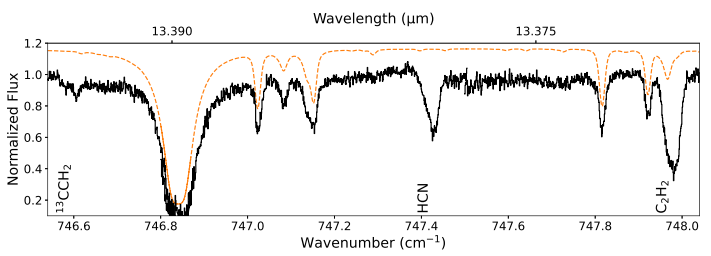 Wavelength (μm)
13.390 13.375
1.2
1.0
0.8
0.6
0.4
0.2
Normalized Flux
¹³CCH₂
HCN
C₂H₂
746.6 746.8 747.0 747.2 747.4 747.6 747.8 748.0
Wavenumber (cm⁻¹)